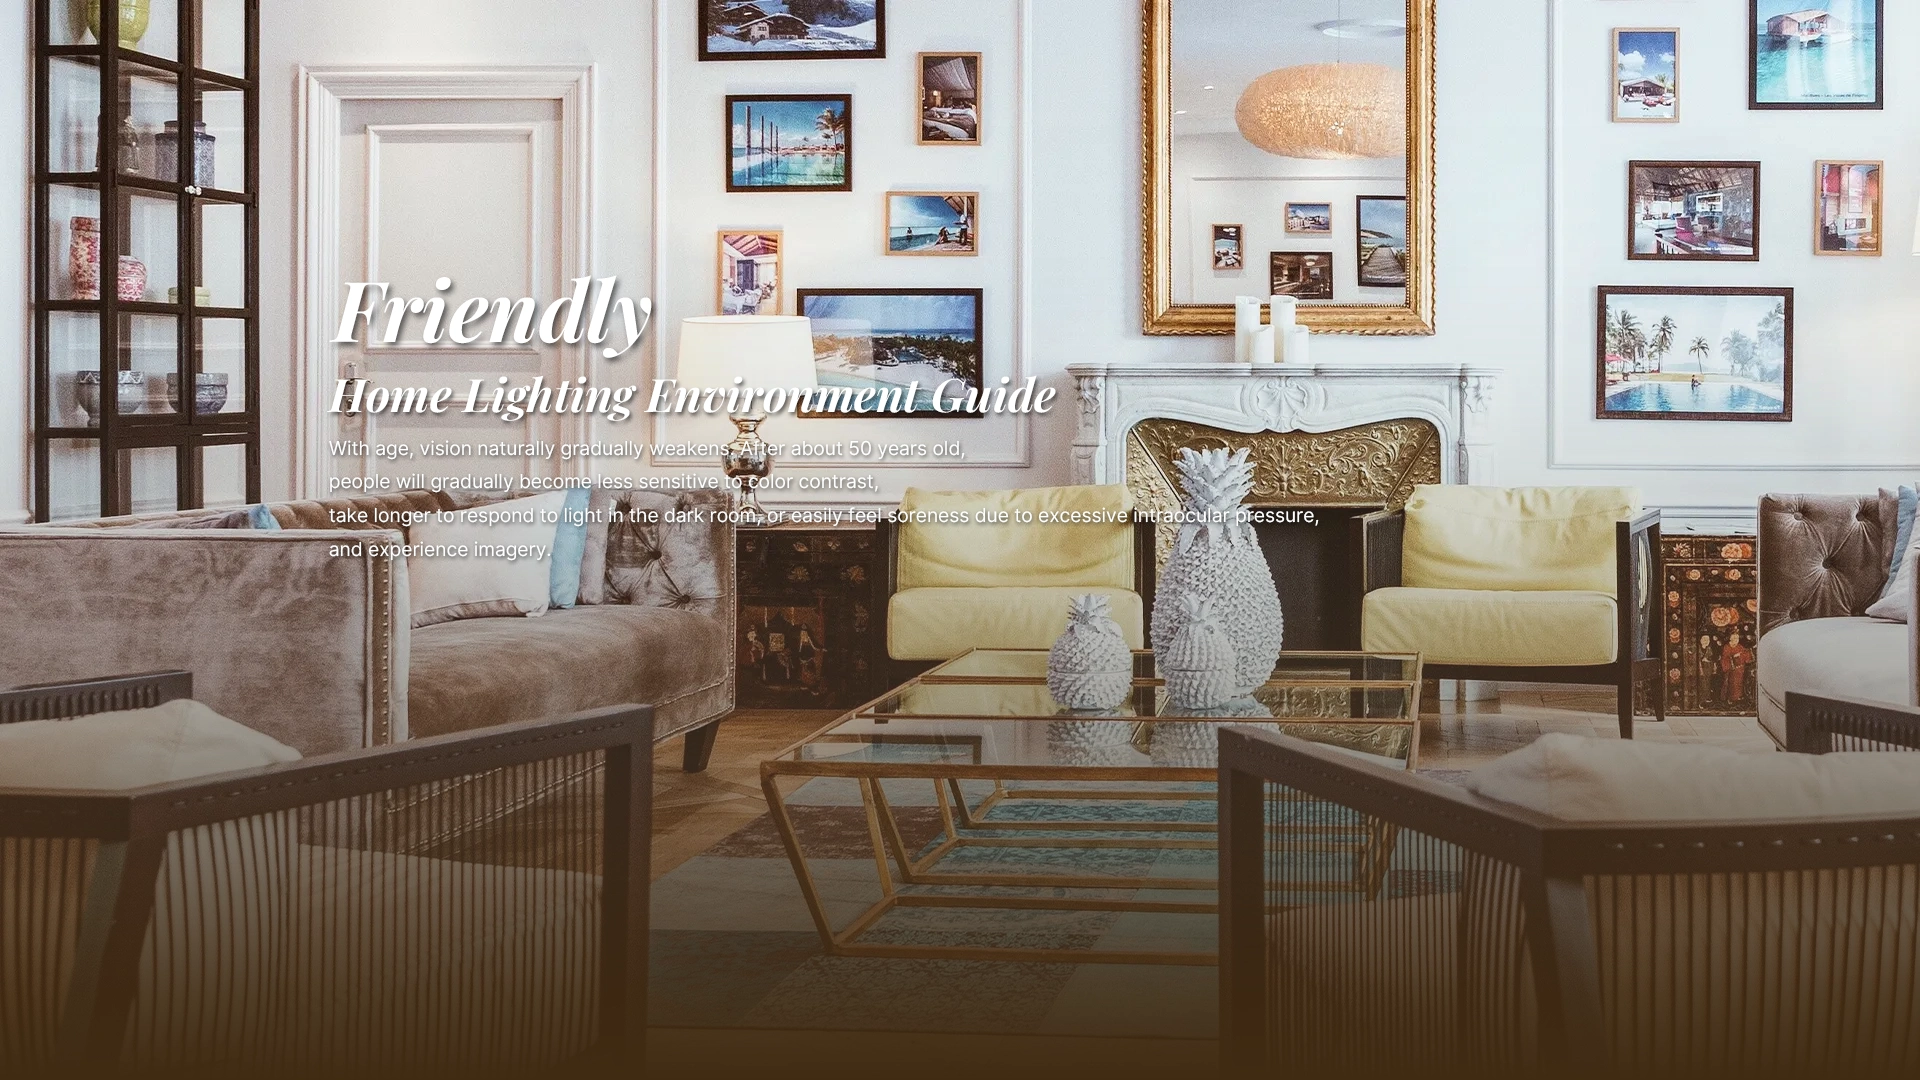 Friendly
Home Lighting Environment Guide
With age, vision naturally gradually weakens. After about 50 years old,
people will gradually become less sensitive to color contrast,
take longer to respond to light in the dark room, or easily feel soreness due to excessive intraocular pressure,
and experience imagery.